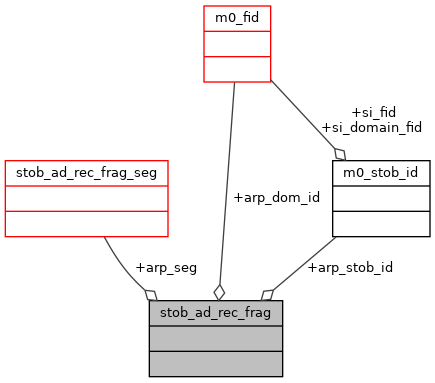 m0_fid
+si_fid
+si_domain_fid
stob_ad_rec_frag_seg
m0_stob_id
+arp_dom_id
+arp_seg
+arp_stob_id
stob_ad_rec_frag